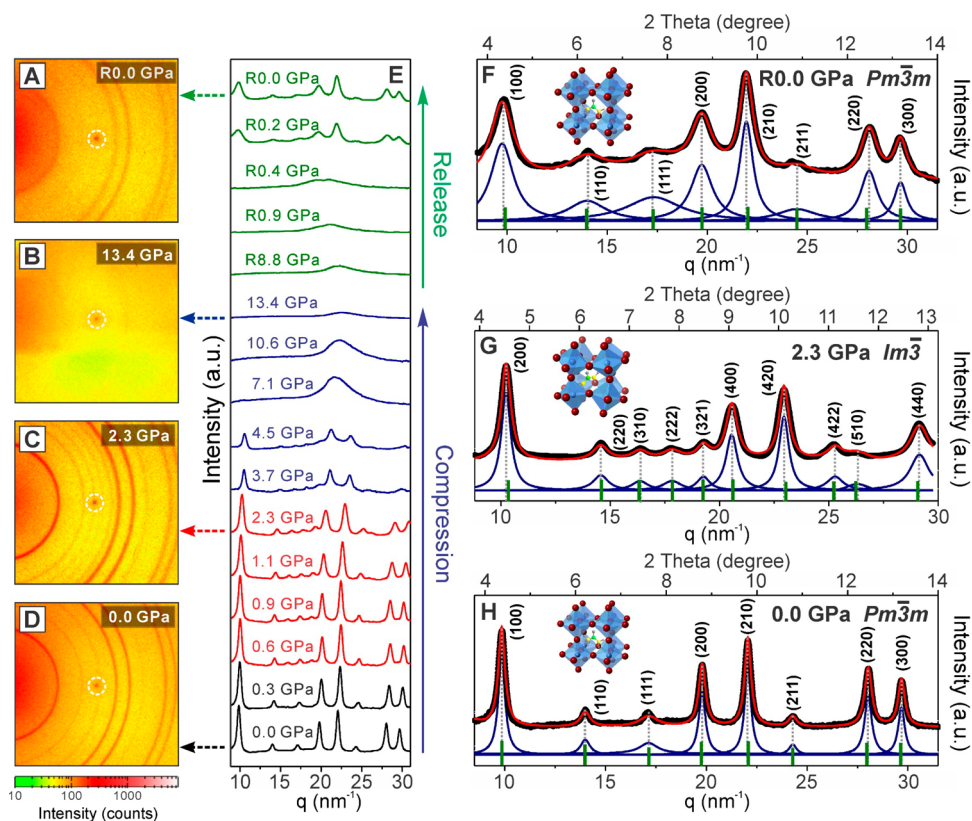 A
R0.0 GPa
B
13.4 GPa
C
2.3 GPa
D
0.0 GPa
10 100 1000
Intensity (counts)
E
R0.0 GPa
R0.2 GPa
R0.4 GPa
R0.9 GPa
R8.8 GPa
13.4 GPa
10.6 GPa
7.1 GPa
4.5 GPa
3.7 GPa
2.3 GPa
1.1 GPa
0.9 GPa
0.6 GPa
0.3 GPa
0.0 GPa
Intensity (a.u.)
10 15 20 25 30
q (nm⁻¹)
Release
Compression
2 Theta (degree)
4 6 8 10 12 14
F
R0.0 GPa Pm3̅m
(100)
(110)
(111)
(200)
(210)
(211)
(220)
(300)
Intensity (a.u.)
10 15 20 25 30
q (nm⁻¹)
2 Theta (degree)
4 5 6 7 8 9 10 11 12 13
G
2.3 GPa Im3̅
(200)
(220)
(310)
(222)
(321)
(400)
(420)
(422)
(510)
(440)
Intensity (a.u.)
10 15 20 25 30
q (nm⁻¹)
2 Theta (degree)
4 6 8 10 12 14
H
0.0 GPa Pm3̅m
(100)
(110)
(111)
(200)
(210)
(211)
(220)
(300)
Intensity (a.u.)
10 15 20 25 30
q (nm⁻¹)